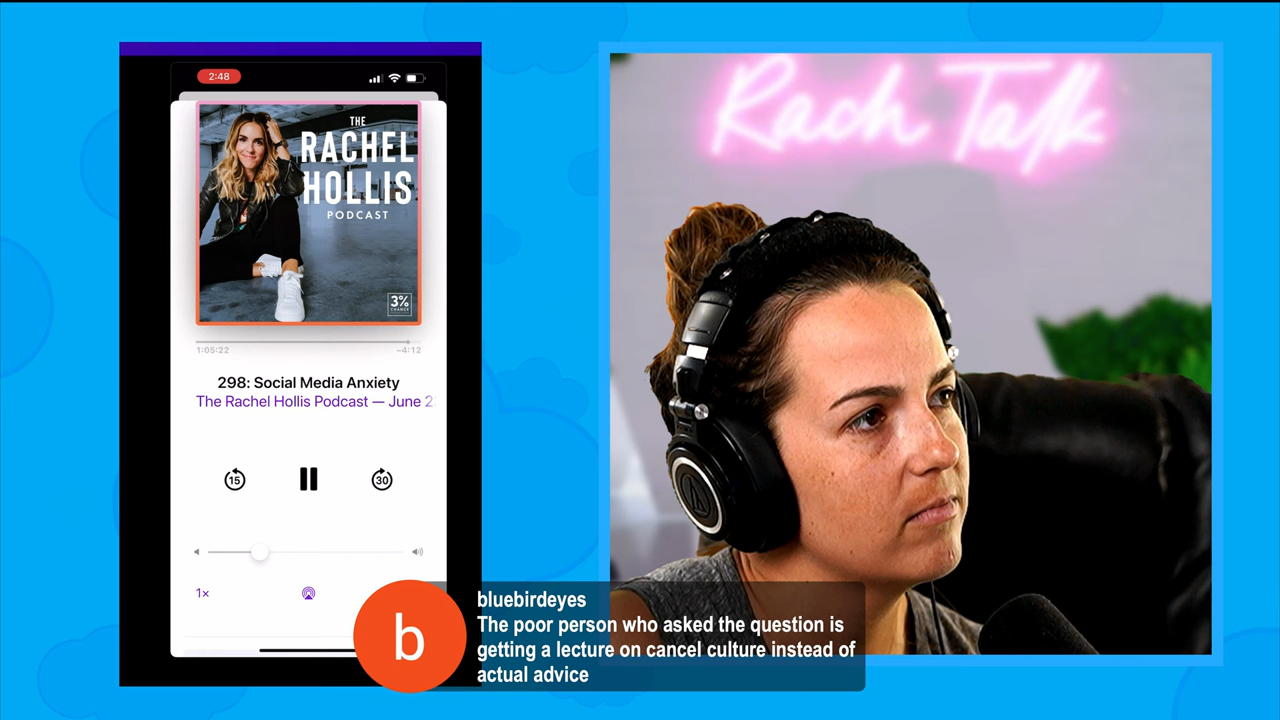 2:48
THE
RACHEL
HOLLIS
PODCAST
3%
CHANCE
1:05:22
-4:12
298: Social Media Anxiety
The Rachel Hollis Podcast — June 2
15
30
1×
Rach Talk
b
bluebirdeyes
The poor person who asked the question is
getting a lecture on cancel culture instead of
actual advice